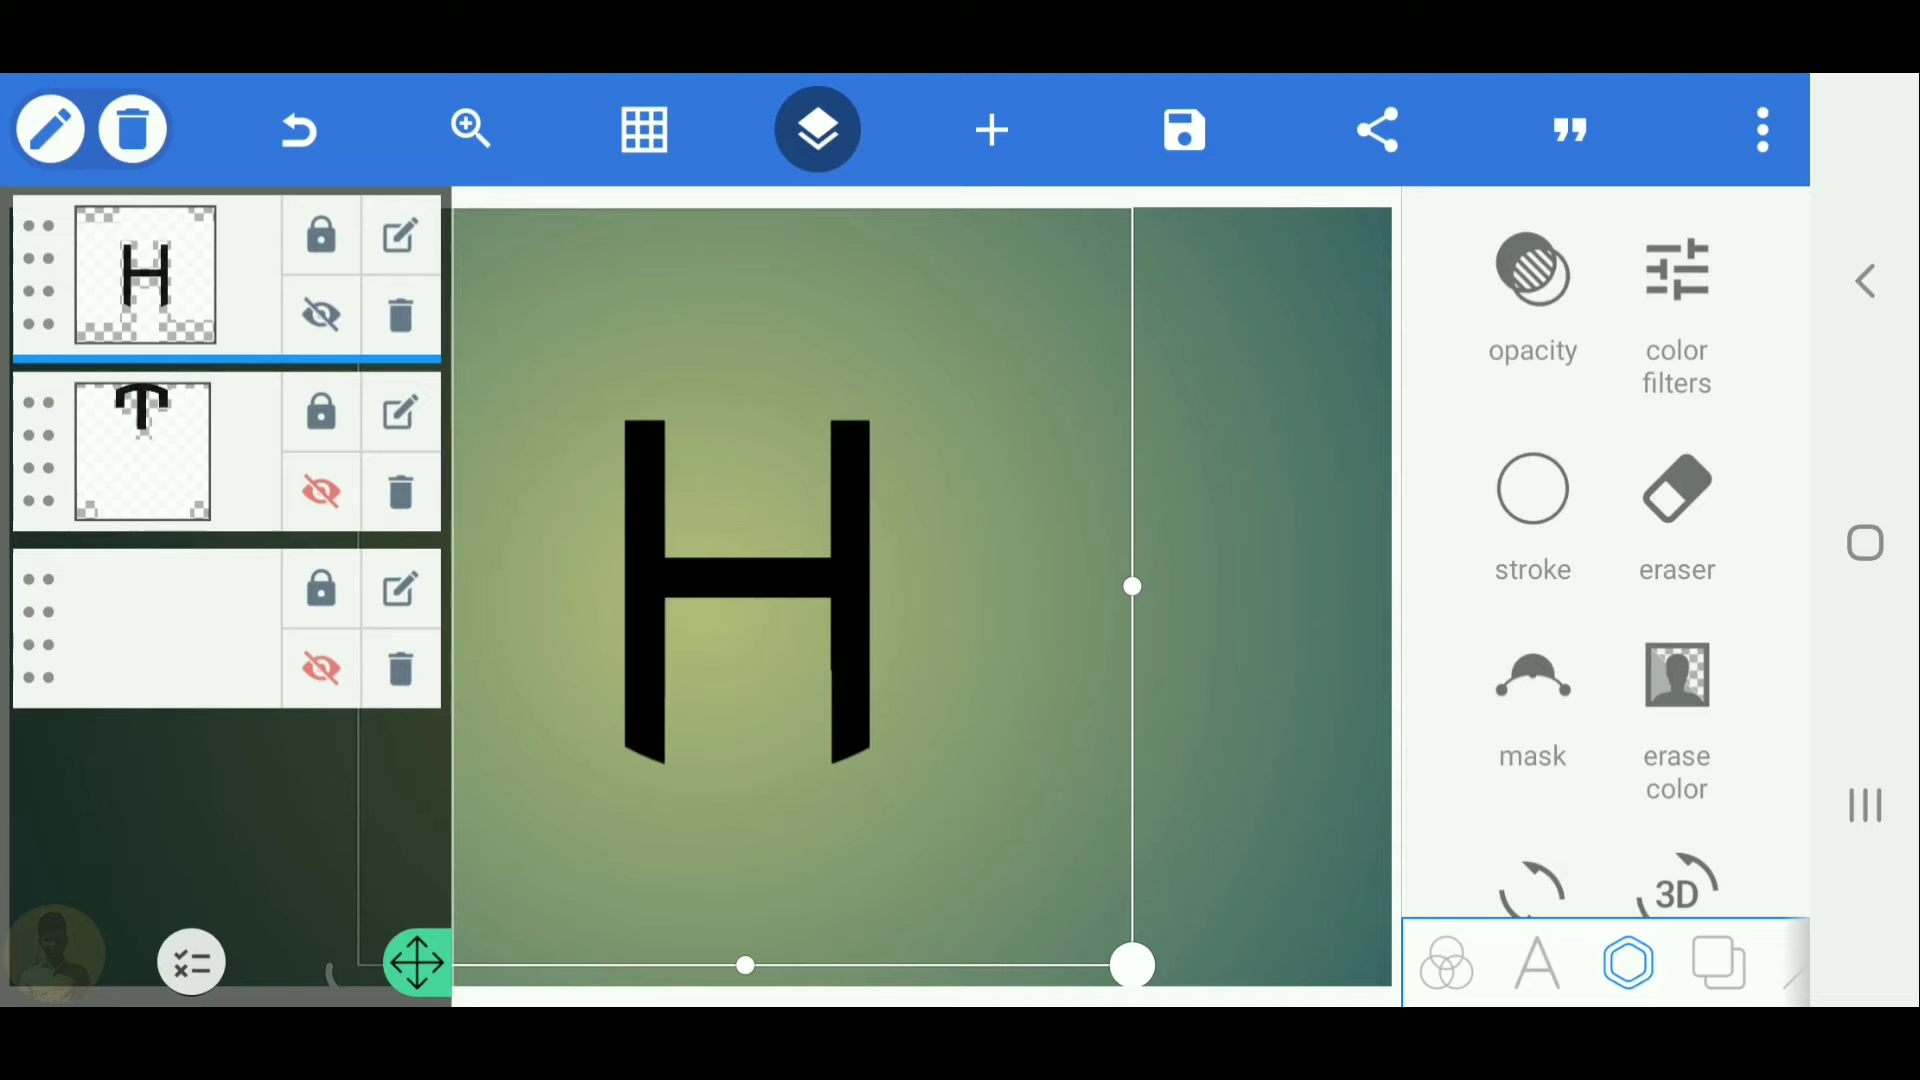 H
T
H
opacity
color
filters
stroke
eraser
mask
erase
color
3D
A